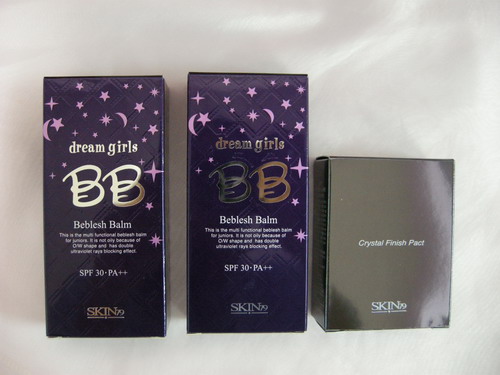 dream girls
BB
Beblesh Balm
This is the multi functional beblesh balm
for juniors. It is not oily because of
O/W shape and has double
ultraviolet rays blocking effect.
SPF 30·PA++
SKIN79
dream girls
BB
Beblesh Balm
This is the multi functional beblesh balm
for juniors. It is not oily because of
O/W shape and has double
ultraviolet rays blocking effect.
SPF 30·PA++
SKIN79
Crystal Finish Pact
SKIN79